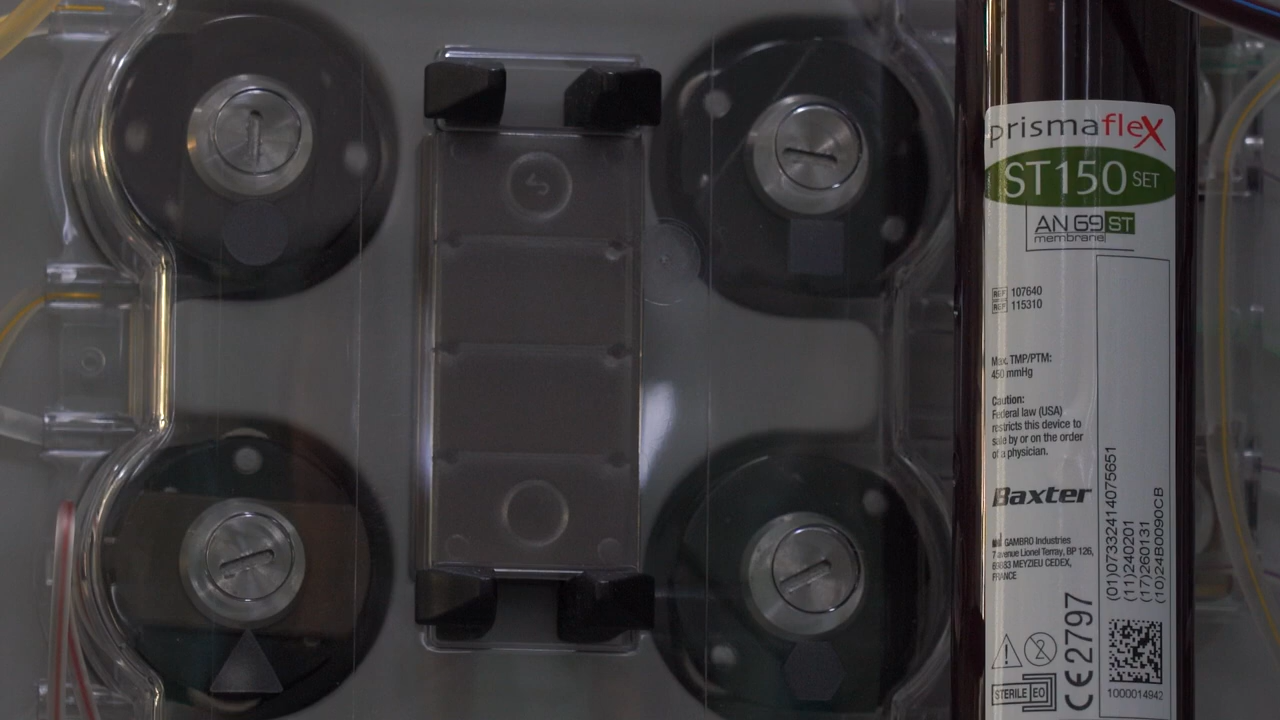 prismaflex
ST150 SET
AN 69 ST
membrane
REF 107640
REF 115310
Max. TMP/PTM:
450 mmHg
Caution:
Federal law (USA)
restricts this device to
sale by or on the order
of a physician.
Baxter
GAMBRO Industries
7 avenue Lionel Terray, BP 126,
69883 MEYZIEU CEDEX,
FRANCE
(01)07332414075651
(11)240201
(17)260131
(10)24B0090CB
2
STERILE EO
CE2797
1000014942